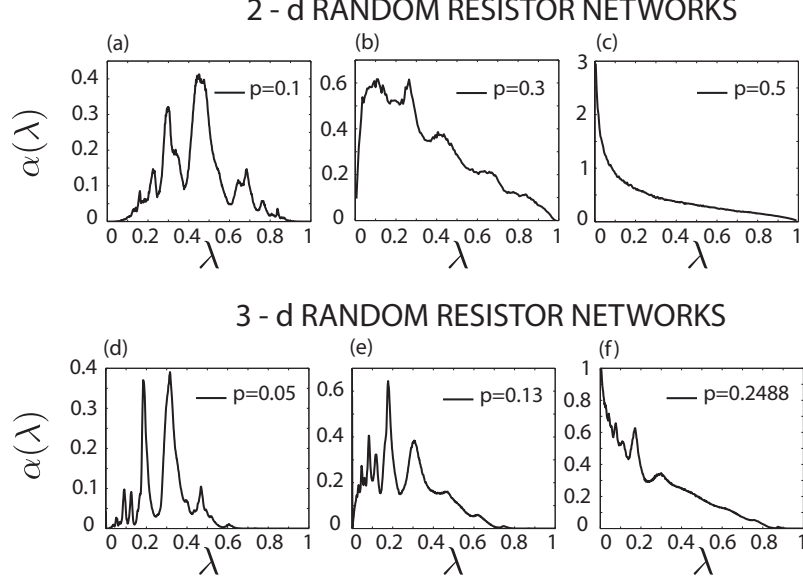 2 - d RANDOM RESISTOR NETWORKS
(a) (b) (c)
α(λ)
0.4
0.3
0.2
0.1
0
p=0.1
0 0.2 0.4 0.6 0.8 1
λ
0.6
0.4
0.2
0
p=0.3
0 0.2 0.4 0.6 0.8 1
λ
3
2
1
0
p=0.5
0 0.2 0.4 0.6 0.8 1
λ
3 - d RANDOM RESISTOR NETWORKS
(d) (e) (f)
α(λ)
0.4
0.3
0.2
0.1
0
p=0.05
0 0.2 0.4 0.6 0.8 1
λ
0.6
0.4
0.2
0
p=0.13
0 0.2 0.4 0.6 0.8 1
λ
1
0.8
0.6
0.4
0.2
0
p=0.2488
0 0.2 0.4 0.6 0.8 1
λ